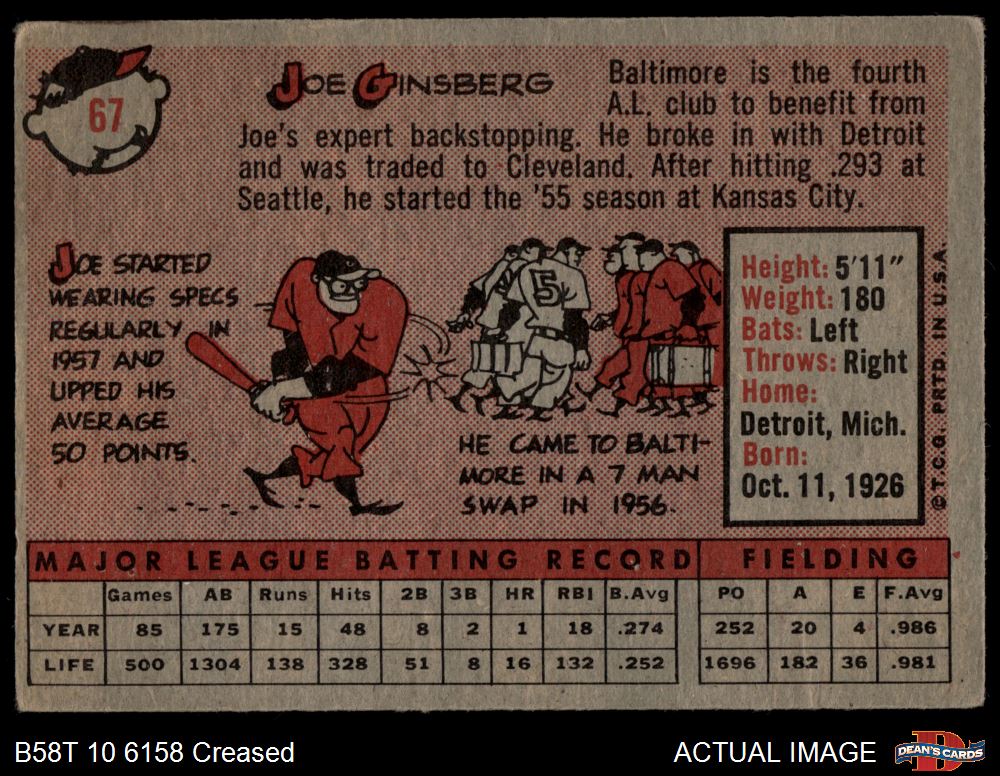 67
JOE GINSBERG
Baltimore is the fourth
A.L. club to benefit from
Joe's expert backstopping. He broke in with Detroit
and was traded to Cleveland. After hitting .293 at
Seattle, he started the '55 season at Kansas City.
JOE STARTED
WEARING SPECS
REGULARLY IN
1957 AND
UPPED HIS
AVERAGE
50 POINTS.
5
HE CAME TO BALTI-
MORE IN A 7 MAN
SWAP IN 1956.
Height: 5'11"
Weight: 180
Bats: Left
Throws: Right
Home:
Detroit, Mich.
Born:
Oct. 11, 1926
©T.C.G. PRTD. IN U.S.A.
MAJOR LEAGUE BATTING RECORD FIELDING
Games AB Runs Hits 2B 3B HR RBI B.Avg PO A E F.Avg
YEAR 85 175 15 48 8 2 1 18 .274 252 20 4 .986
LIFE 500 1304 138 328 51 8 16 132 .252 1696 182 36 .981
B58T 10 6158 Creased
ACTUAL IMAGE
D
DEAN'S CARDS